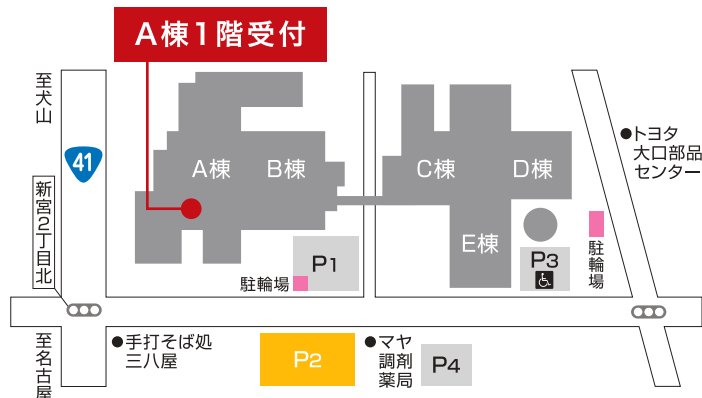 A棟1階受付
至犬山
41
新宮2丁目北
至名古屋
A棟
B棟
C棟
D棟
E棟
P1
駐輪場
P3
駐輪場
トヨタ
大口部品
センター
手打そば処
三八屋
P2
マヤ
調剤
薬局
P4